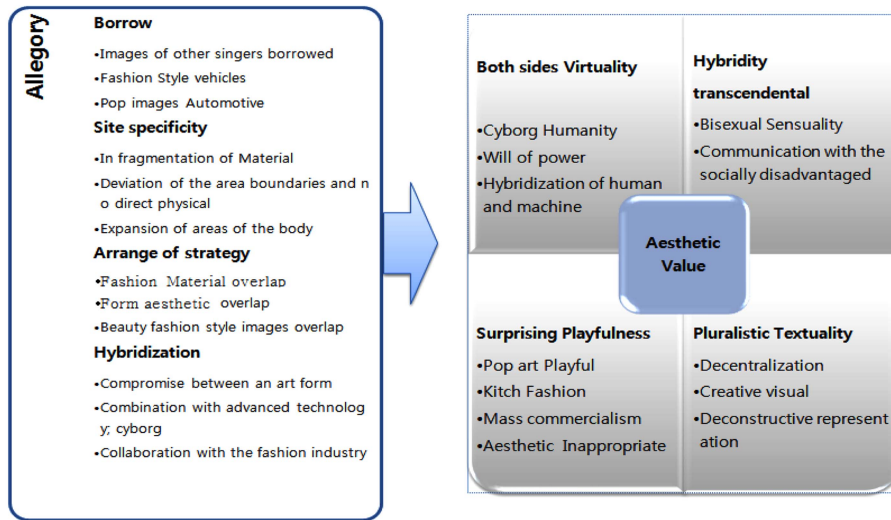 Allegory
Borrow
•Images of other singers borrowed
•Fashion Style vehicles
•Pop images Automotive
Site specificity
•In fragmentation of Material
•Deviation of the area boundaries and n
o direct physical
•Expansion of areas of the body
Arrange of strategy
•Fashion Material overlap
•Form aesthetic overlap
•Beauty fashion style images overlap
Hybridization
•Compromise between an art form
•Combination with advanced technolog
y; cyborg
•Collaboration with the fashion industry
Both sides Virtuality
•Cyborg Humanity
•Will of power
•Hybridization of human
and machine
Hybridity
transcendental
•Bisexual Sensuality
•Communication with the
socially disadvantaged
Aesthetic
Value
Surprising Playfulness
•Pop art Playful
•Kitch Fashion
•Mass commercialism
•Aesthetic Inappropriate
Pluralistic Textuality
•Decentralization
•Creative visual
•Deconstructive represent
ation